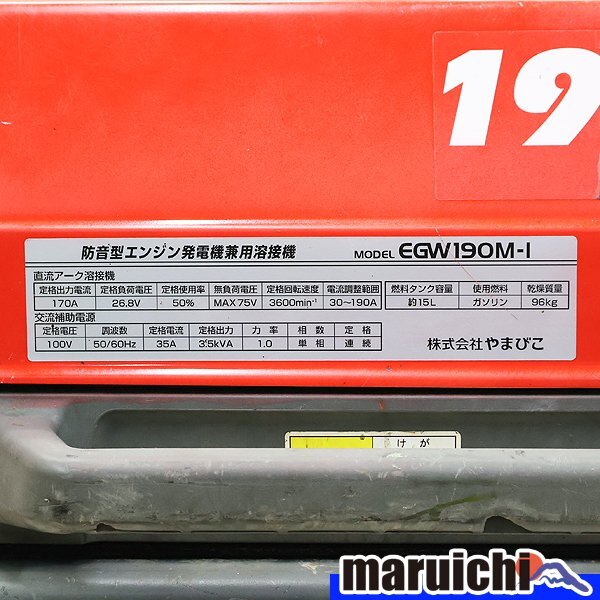 19
防音型エンジン発電機兼用溶接機 MODEL EGW190M-I
直流アーク溶接機
定格出力電流 定格負荷電圧 定格使用率 無負荷電圧 定格回転速度 電流調整範囲 燃料タンク容量 使用燃料 乾燥質量
170A 26.8V 50% MAX75V 3600min⁻¹ 30〜190A 約15L ガソリン 96kg
交流補助電源
定格電圧 周波数 定格電流 定格出力 力率 相数 定格
100V 50/60Hz 35A 3.5kVA 1.0 単相 連続
株式会社やまびこ
けが
maruichi